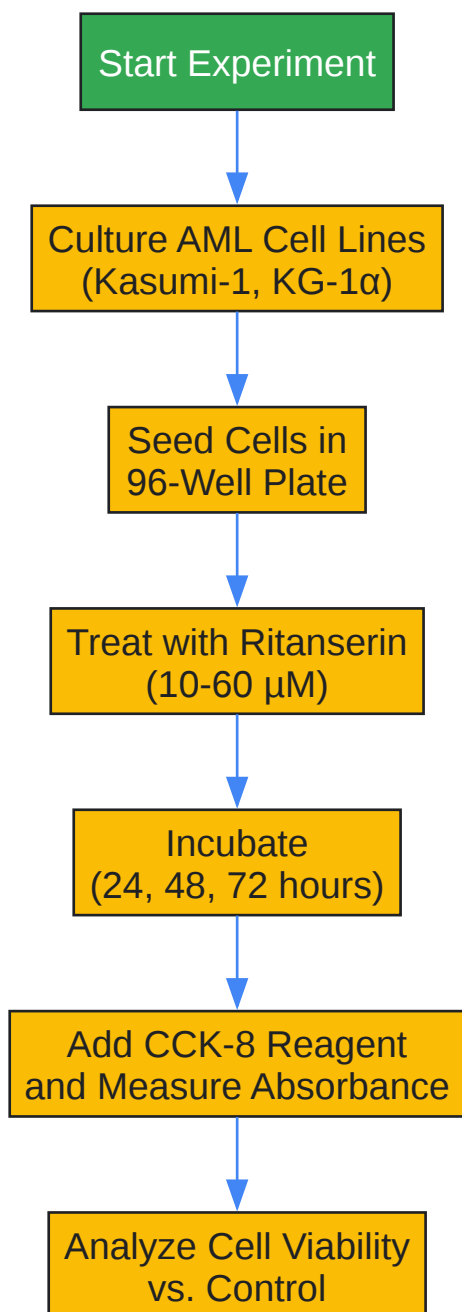 Start Experiment
Culture AML Cell Lines
(Kasumi-1, KG-1α)
Seed Cells in
96-Well Plate
Treat with Ritanserin
(10-60 µM)
Incubate
(24, 48, 72 hours)
Add CCK-8 Reagent
and Measure Absorbance
Analyze Cell Viability
vs. Control